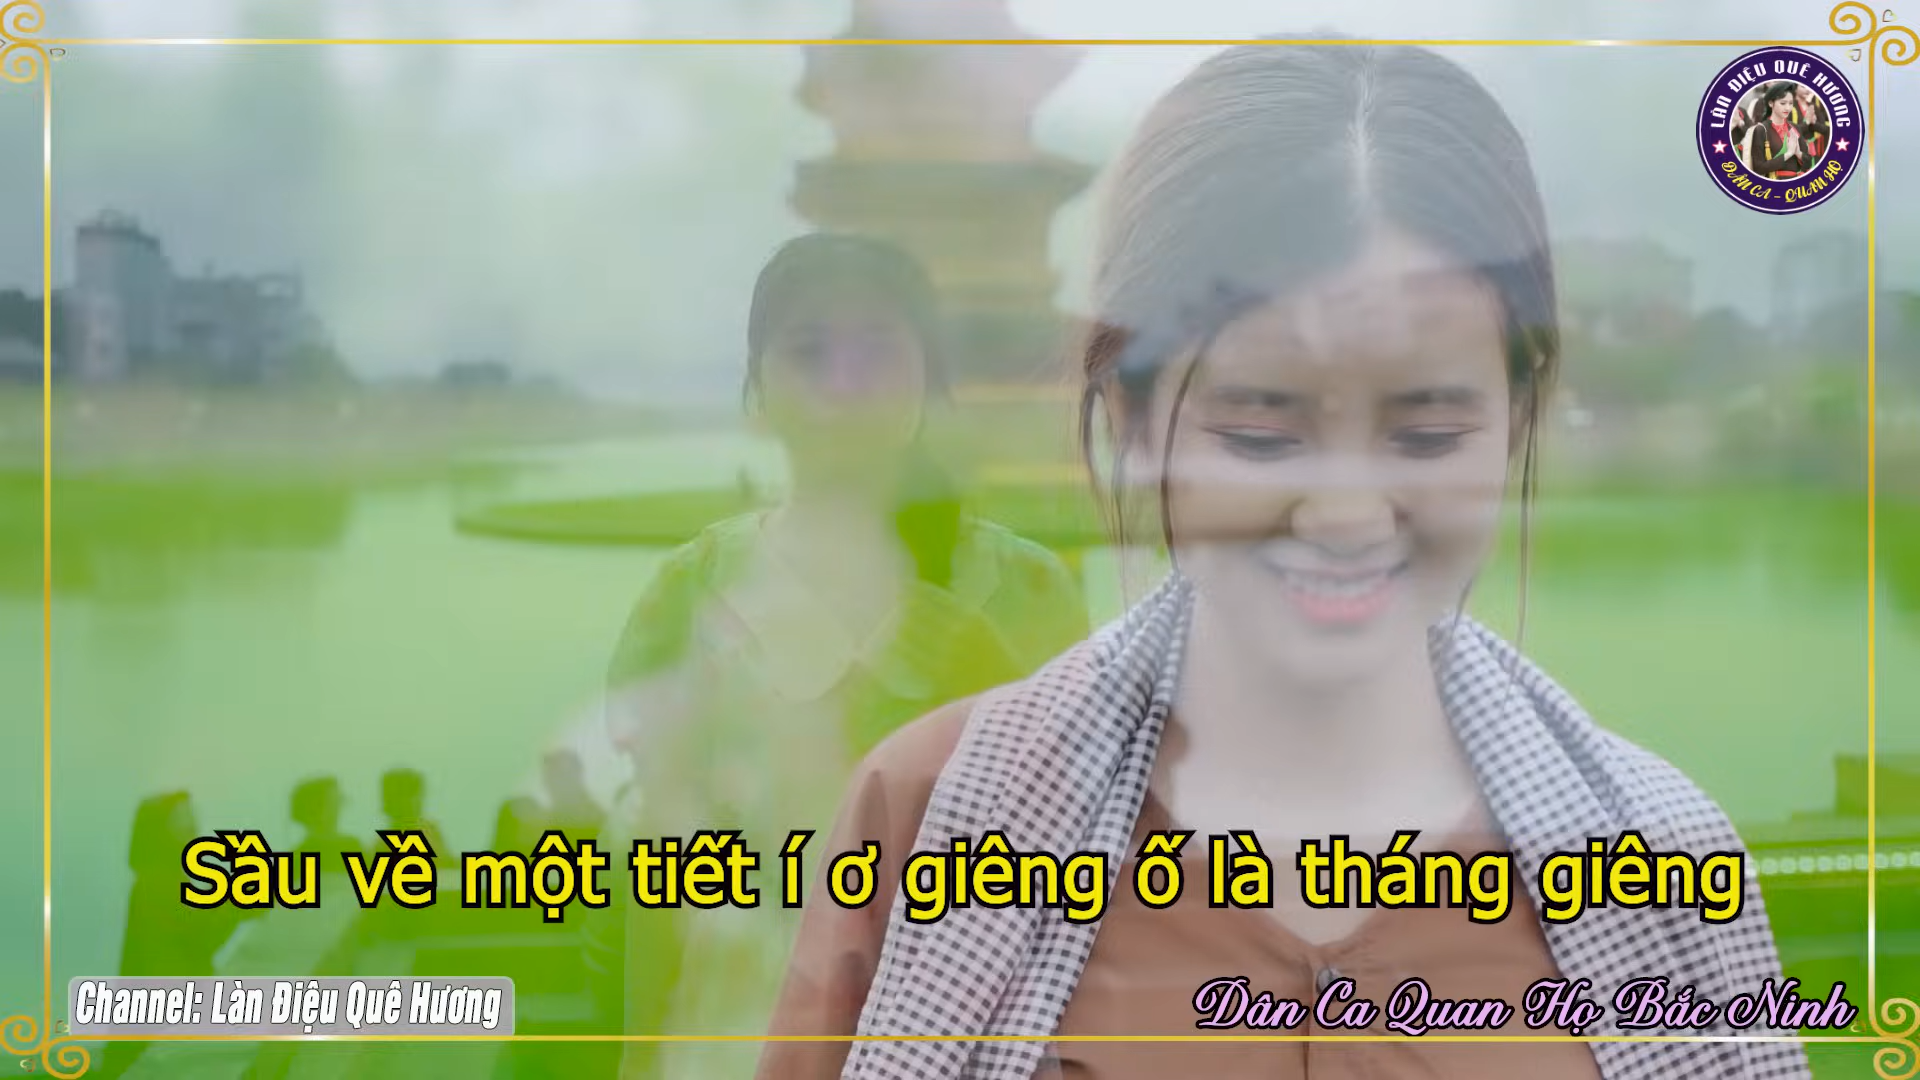 LÀN ĐIỆU QUÊ HƯƠNG
DÂN CA - QUAN HỌ
Sầu về một tiết í ơ giêng ố là tháng giêng
Channel: Làn Điệu Quê Hương
Dân Ca Quan Họ Bắc Ninh